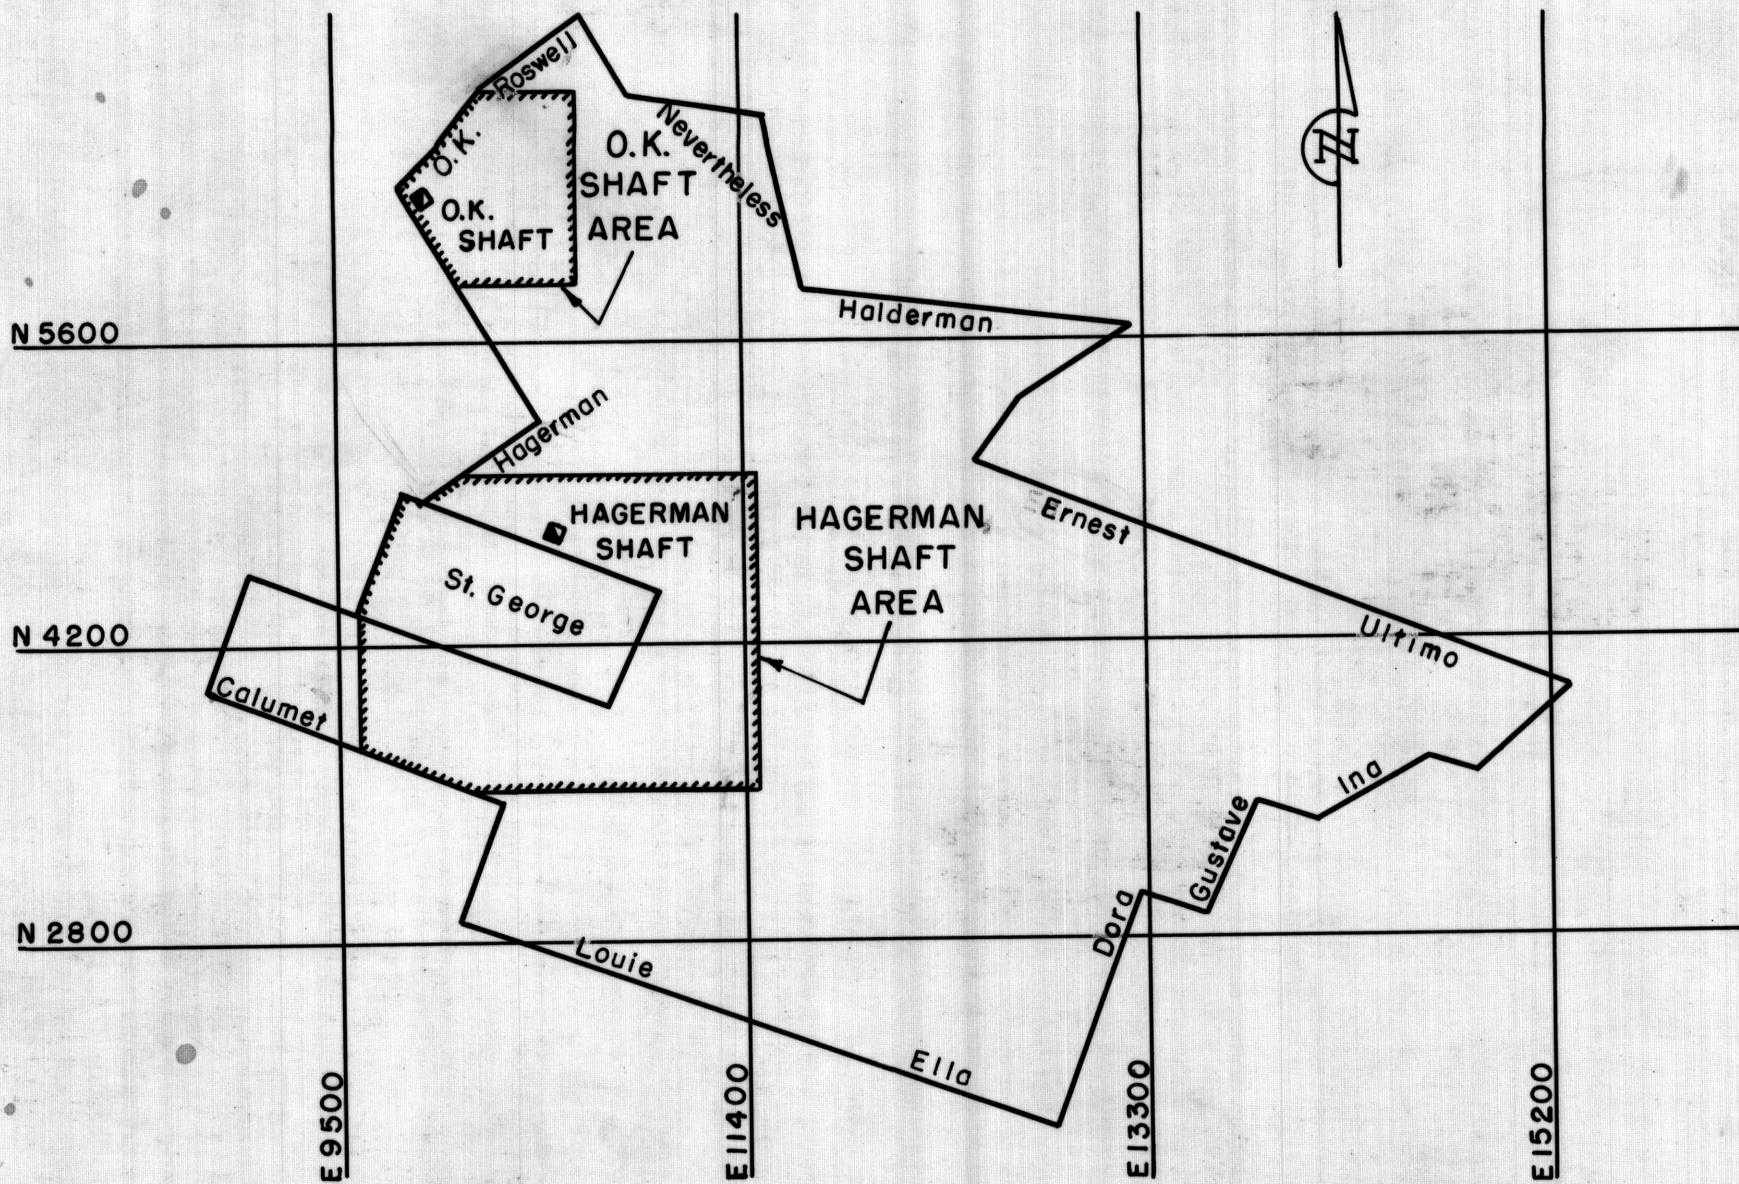 Roswell
O.K.
Nevertheless
O.K.
SHAFT
AREA
O.K.
SHAFT
N
Halderman
N 5600
Hagerman
HAGERMAN
SHAFT
HAGERMAN
SHAFT
AREA
Ernest
St. George
N 4200
Ultimo
Calumet
Ina
Gustave
Dora
N 2800
Louie
Ella
E 9500
E 11400
E 13300
E 15200